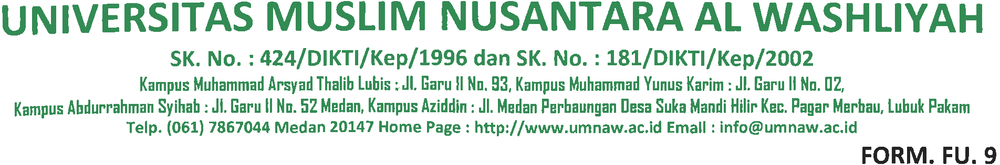 UNIVERSITAS MUSLIM NUSANTARA AL WASHLIYAH
SK. No. : 424/DIKTI/Kep/1996 dan SK. No. : 181/DIKTI/Kep/2002
Kampus Muhammad Arsyad Thalib Lubis : Jl. Garu II No. 93, Kampus Muhammad Yunus Karim : Jl. Garu II No. 02,
Kampus Abdurrahman Syihab : Jl. Garu II No. 52 Medan, Kampus Aziddin : Jl. Medan Perbaungan Desa Suka Mandi Hilir Kec. Pagar Merbau, Lubuk Pakam
Telp. (061) 7867044 Medan 20147 Home Page : http://www.umnaw.ac.id Email : info@umnaw.ac.id
FORM. FU. 9